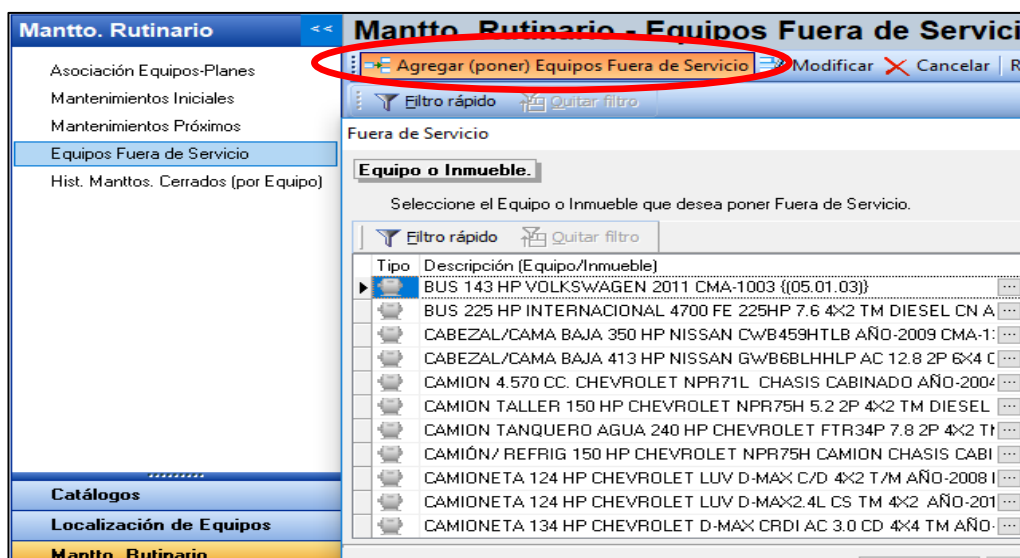 Mantto. Rutinario <<
Asociación Equipos-Planes
Mantenimientos Iniciales
Mantenimientos Próximos
Equipos Fuera de Servicio
Hist. Manttos. Cerrados (por Equipo)
Catálogos
Localización de Equipos
Mantto. Rutinario
Mantto. Rutinario - Equipos Fuera de Servici
Agregar (poner) Equipos Fuera de Servicio Modificar Cancelar R
Filtro rápido Quitar filtro
Fuera de Servicio
Equipo o Inmueble.
Seleccione el Equipo o Inmueble que desea poner Fuera de Servicio.
Filtro rápido Quitar filtro
Tipo Descripción (Equipo/Inmueble)
BUS 143 HP VOLKSWAGEN 2011 CMA-1003 {(05.01.03)} ...
BUS 225 HP INTERNACIONAL 4700 FE 225HP 7.6 4X2 TM DIESEL CN A ...
CABEZAL/CAMA BAJA 350 HP NISSAN CWB459HTLB AÑO-2009 CMA-1: ...
CABEZAL/CAMA BAJA 413 HP NISSAN GWB6BLHHLP AC 12.8 2P 6X4 C ...
CAMION 4.570 CC. CHEVROLET NPR71L CHASIS CABINADO AÑO-2004 ...
CAMION TALLER 150 HP CHEVROLET NPR75H 5.2 2P 4X2 TM DIESEL ...
CAMION TANQUERO AGUA 240 HP CHEVROLET FTR34P 7.8 2P 4X2 ...
CAMIÓN/ REFRIG 150 HP CHEVROLET NPR75H CAMION CHASIS CABI ...
CAMIONETA 124 HP CHEVROLET LUV D-MAX C/D 4X2 T/M AÑO-2008 ...
CAMIONETA 124 HP CHEVROLET LUV D-MAX2.4L CS TM 4X2 AÑO-201 ...
CAMIONETA 134 HP CHEVROLET D-MAX CRDI AC 3.0 CD 4X4 TM AÑO- ...